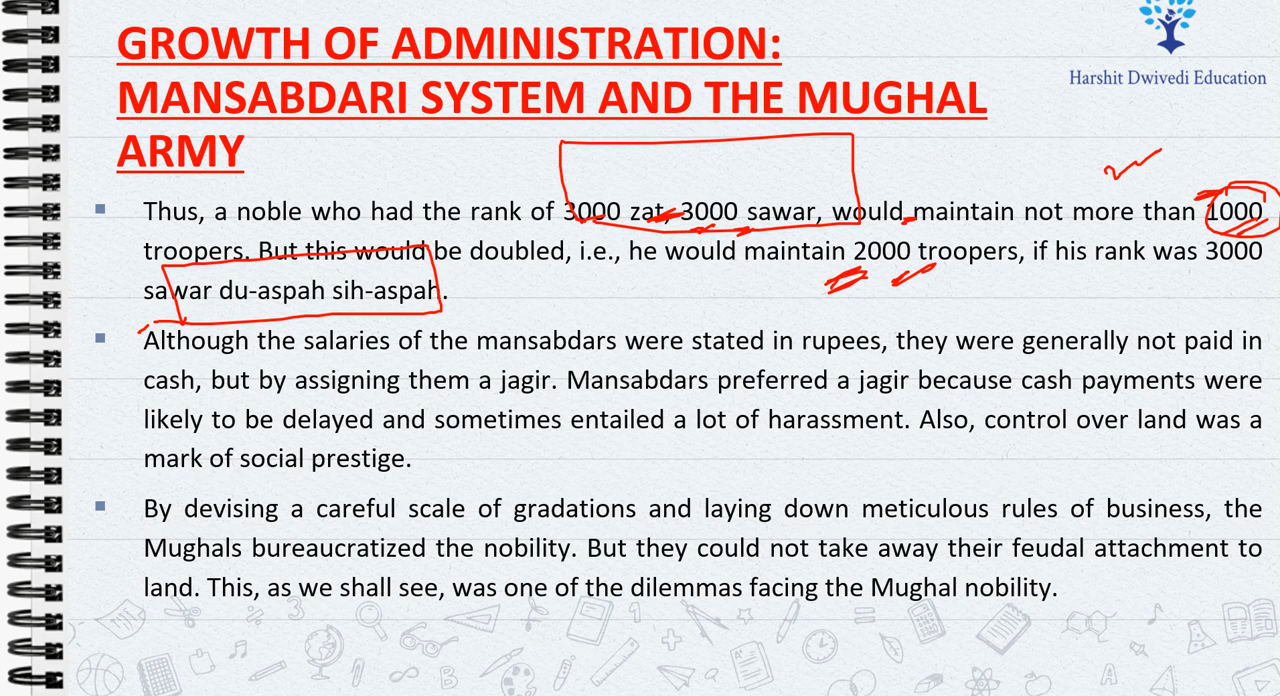 GROWTH OF ADMINISTRATION:
MANSABDARI SYSTEM AND THE MUGHAL
ARMY
Harshit Dwivedi Education
Thus, a noble who had the rank of 3000 zat, 3000 sawar, would maintain not more than 1000
troopers. But this would be doubled, i.e., he would maintain 2000 troopers, if his rank was 3000
sawar du-aspah sih-aspah.
Although the salaries of the mansabdars were stated in rupees, they were generally not paid in
cash, but by assigning them a jagir. Mansabdars preferred a jagir because cash payments were
likely to be delayed and sometimes entailed a lot of harassment. Also, control over land was a
mark of social prestige.
By devising a careful scale of gradations and laying down meticulous rules of business, the
Mughals bureaucratized the nobility. But they could not take away their feudal attachment to
land. This, as we shall see, was one of the dilemmas facing the Mughal nobility.